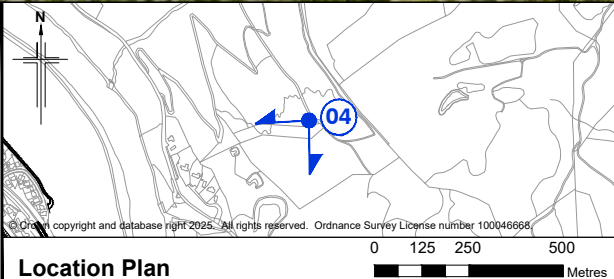 N
04
© Crown copyright and database right 2025. All rights reserved. Ordnance Survey License number 100046668.
Location Plan
0 125 250 500
Metres